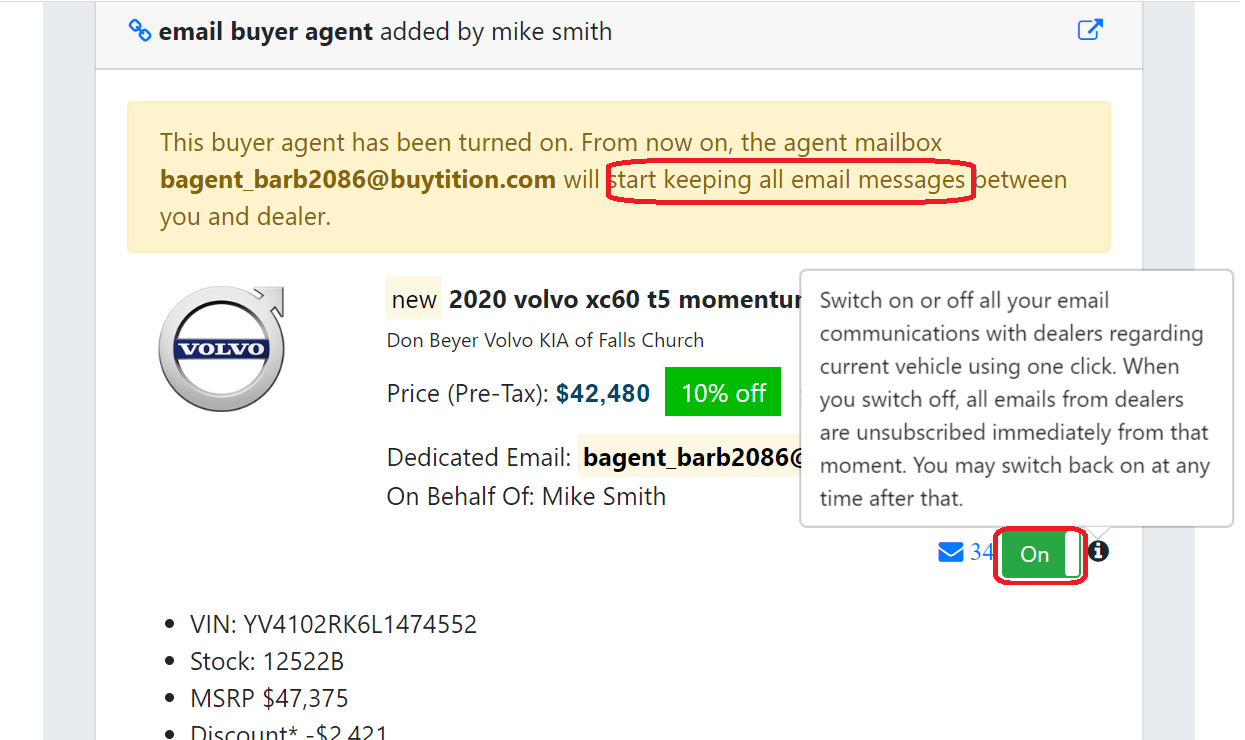 email buyer agent added by mike smith
This buyer agent has been turned on. From now on, the agent mailbox
bagent_barb2086@buytition.com will start keeping all email messages between
you and dealer.
VOLVO
new 2020 volvo xc60 t5 momentum
Don Beyer Volvo KIA of Falls Church
Price (Pre-Tax): $42,480 10% off
Dedicated Email: bagent_barb2086@
On Behalf Of: Mike Smith
Switch on or off all your email
communications with dealers regarding
current vehicle using one click. When
you switch off, all emails from dealers
are unsubscribed immediately from that
moment. You may switch back on at any
time after that.
34 On
VIN: YV4102RK6L1474552
Stock: 12522B
MSRP $47,375
Discount* -$2,421